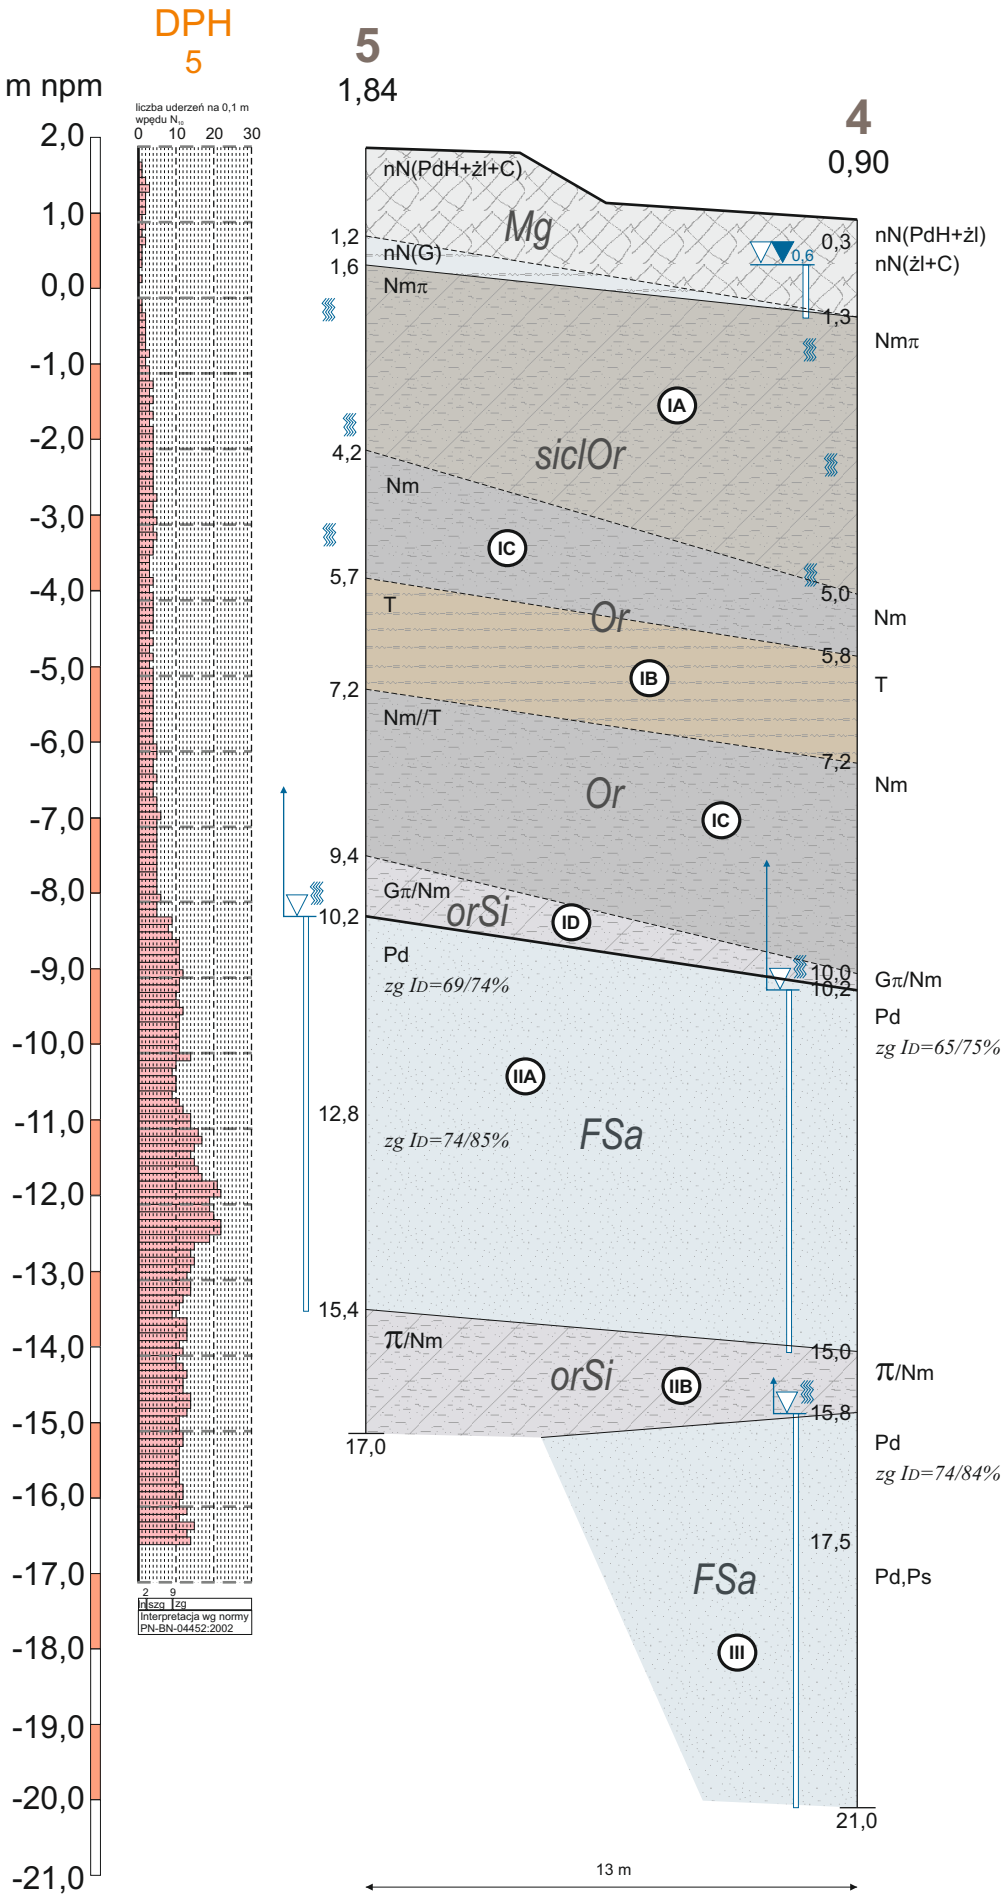 DPH
5
5
1,84
4
0,90
m npm
liczba uderzeń na 0,1 m
wpędu N₁₀
0 10 20 30
2,0
1,0
0,0
-1,0
-2,0
-3,0
-4,0
-5,0
-6,0
-7,0
-8,0
-9,0
-10,0
-11,0
-12,0
-13,0
-14,0
-15,0
-16,0
-17,0
-18,0
-19,0
-20,0
-21,0
2 9
ln szg zg
Interpretacja wg normy
PN-BN-04452:2002
1,2
1,6
4,2
5,7
7,2
9,4
10,2
12,8
15,4
17,0
nN(PdH+żl+C)
Mg
nN(G)
Nmπ
IA
siclOr
Nm
IC
Or
T
IB
Nm//T
Or
IC
Gπ/Nm
orSi
ID
Pd
zg ID=69/74%
IIA
FSa
zg ID=74/85%
π/Nm
orSi
IIB
FSa
III
0,3
0,6
1,3
5,0
5,8
7,2
10,0
10,2
15,0
15,8
17,5
21,0
nN(PdH+żl)
nN(żl+C)
Nmπ
Nm
T
Nm
Gπ/Nm
Pd
zg ID=65/75%
π/Nm
Pd
zg ID=74/84%
Pd,Ps
13 m